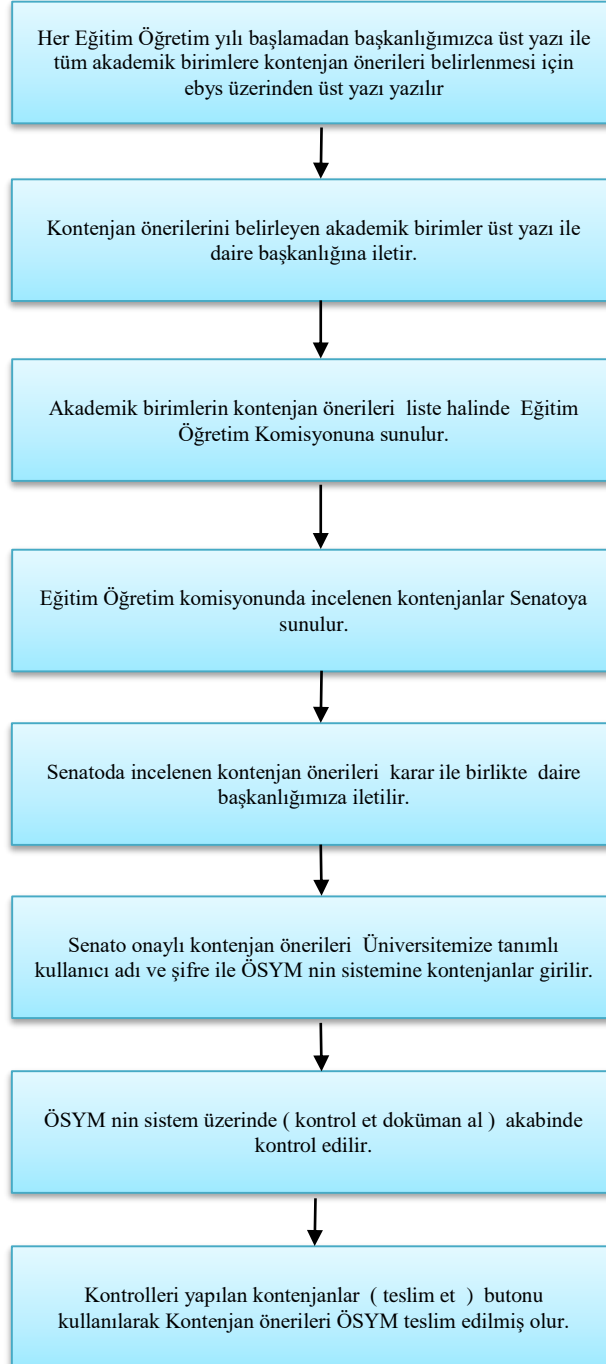 Her Eğitim Öğretim yılı başlamadan başkanlığımızca üst yazı ile
tüm akademik birimlere kontenjan önerileri belirlenmesi için
ebys üzerinden üst yazı yazılır
Kontenjan önerilerini belirleyen akademik birimler üst yazı ile
daire başkanlığına iletir.
Akademik birimlerin kontenjan önerileri liste halinde Eğitim
Öğretim Komisyonuna sunulur.
Eğitim Öğretim komisyonunda incelenen kontenjanlar Senatoya
sunulur.
Senatoda incelenen kontenjan önerileri karar ile birlikte daire
başkanlığımıza iletilir.
Senato onaylı kontenjan önerileri Üniversitemize tanımlı
kullanıcı adı ve şifre ile ÖSYM nin sistemine kontenjanlar girilir.
ÖSYM nin sistem üzerinde ( kontrol et doküman al ) akabinde
kontrol edilir.
Kontrolleri yapılan kontenjanlar ( teslim et ) butonu
kullanılarak Kontenjan önerileri ÖSYM teslim edilmiş olur.